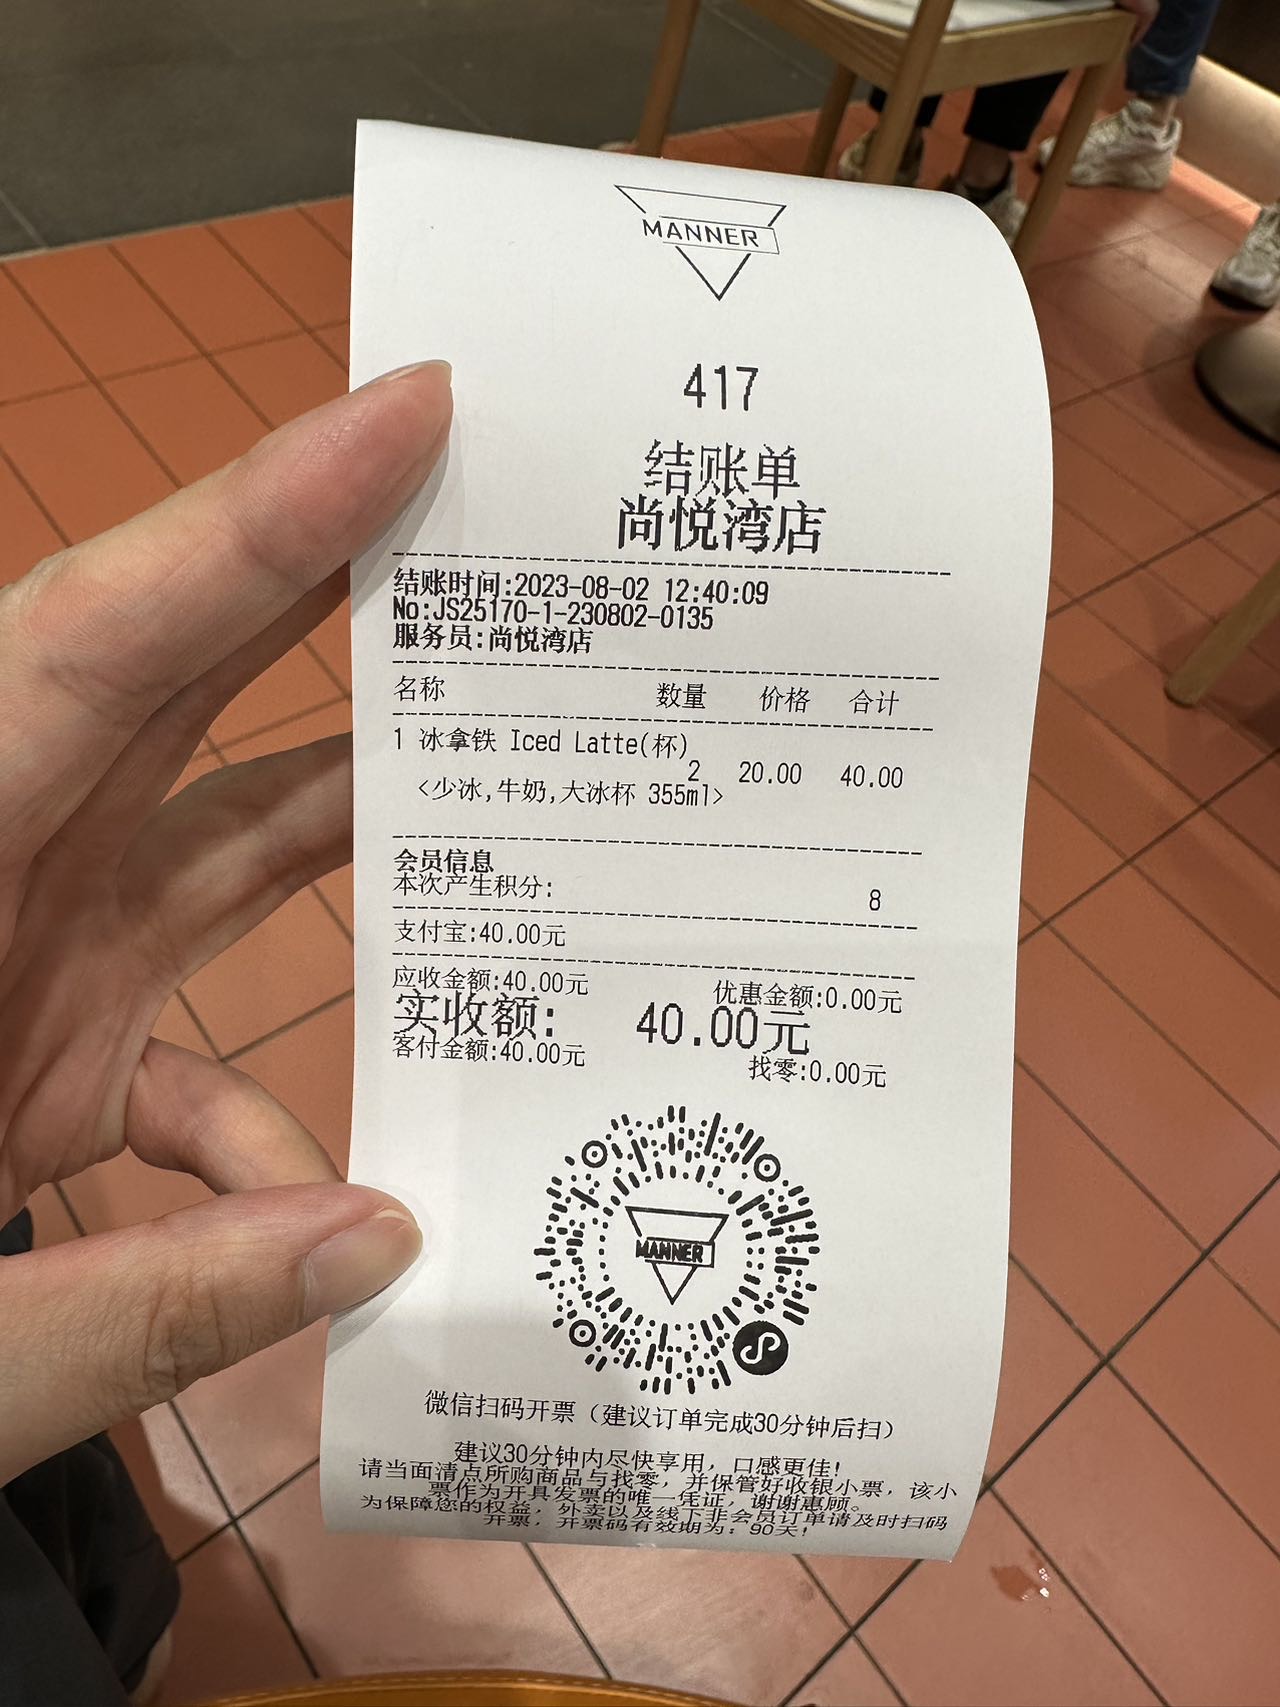 MANNER
417
结账单
尚悦湾店
结账时间:2023-08-02 12:40:09
No:JS25170-1-230802-0135
服务员:尚悦湾店
名称 数量 价格 合计
1 冰拿铁 Iced Latte(杯)
2 20.00 40.00
<少冰,牛奶,大冰杯 355ml>
会员信息
本次产生积分: 8
支付宝:40.00元
应收金额:40.00元 优惠金额:0.00元
实收额: 40.00元
客付金额:40.00元 找零:0.00元
MANNER
微信扫码开票（建议订单完成30分钟后扫）
建议30分钟内尽快享用，口感更佳!
请当面清点所购商品与找零，并保管好收银小票，该小
票作为开具发票的唯一凭证，谢谢惠顾。
为保障您的权益，外卖以及线下非会员订单请及时扫码
开票，开票码有效期为：90天!